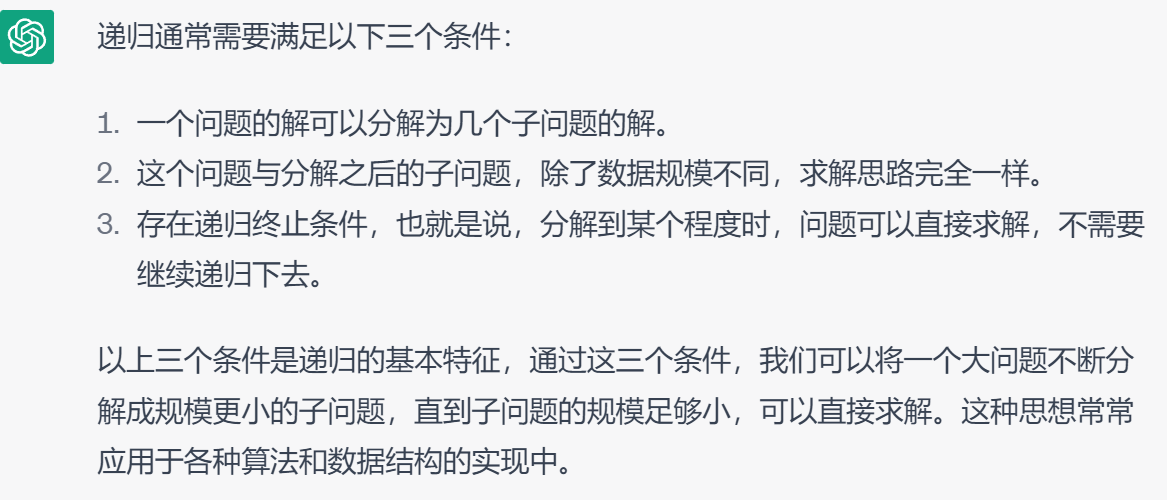 递归通常需要满足以下三个条件：
1. 一个问题的解可以分解为几个子问题的解。
2. 这个问题与分解之后的子问题，除了数据规模不同，求解思路完全一样。
3. 存在递归终止条件，也就是说，分解到某个程度时，问题可以直接求解，不需要
继续递归下去。
以上三个条件是递归的基本特征，通过这三个条件，我们可以将一个大问题不断分
解成规模更小的子问题，直到子问题的规模足够小，可以直接求解。这种思想常常
应用于各种算法和数据结构的实现中。